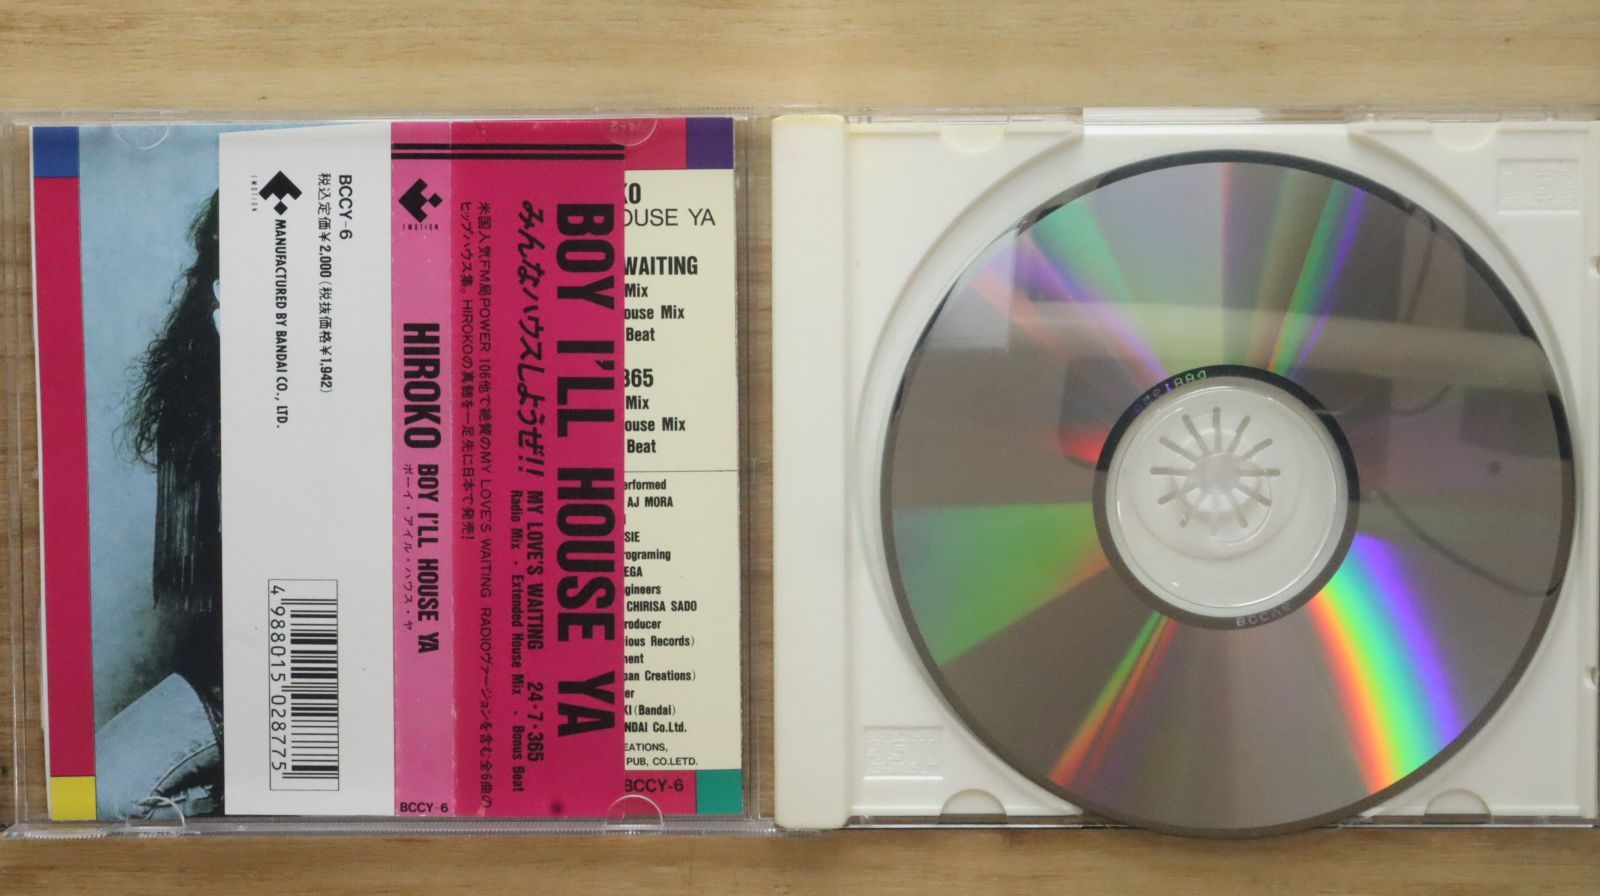 BCCY-6
税込定価¥2,000(税抜価格¥1,942)
EMOTION
MANUFACTURED BY BANDAI CO., LTD.
4988015028775
EMOTION
HIROKO BOY I'LL HOUSE YA
ボーイ・アイル・ハウス・ヤ
BCCY-6
BOY I'LL HOUSE YA
みんなハウスしようぜ!! MY LOVE'S WAITING 24・7・365
Radio Mix・Extended House Mix・Bonus Beat
米国人気FM局POWER 106他で絶賛のMY LOVE'S WAITING RADIOヴァージョンを含む全6曲の
ヒップハウス集。HIROKOの真髄を一足先に日本で発売!
KO
OUSE YA
WAITING
Mix
ouse Mix
Beat
365
Mix
ouse Mix
Beat
erformed
AJ MORA
SIE
rograming
EGA
gineers
CHIRISA SADO
roducer
cious Records)
ment
pan Creations)
er
KI (Bandai)
NDAI Co.Ltd.
EATIONS,
PUB, CO.LETD.
BCCY-6